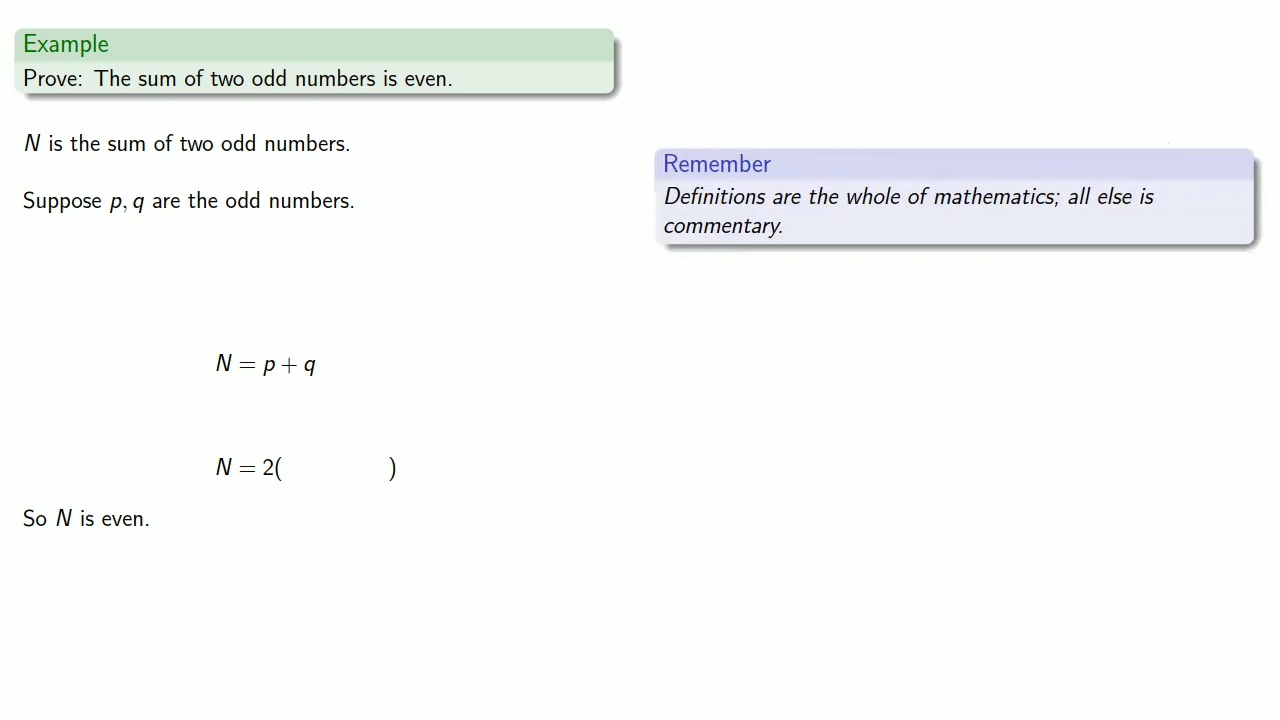 Example
Prove: The sum of two odd numbers is even.
N is the sum of two odd numbers.
Remember
Definitions are the whole of mathematics; all else is
commentary.
Suppose p, q are the odd numbers.
N = p + q
N = 2( )
So N is even.